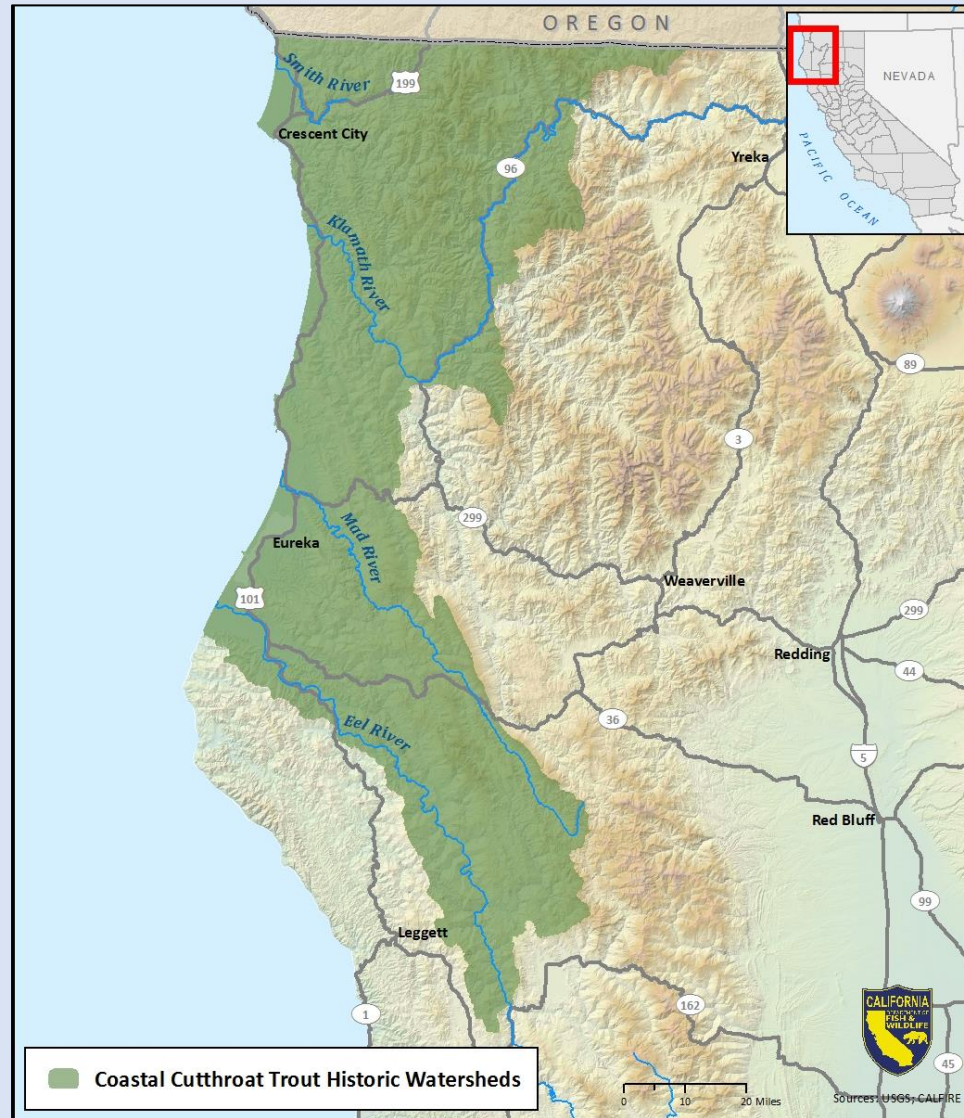 OREGON
NEVADA
PACIFIC OCEAN
Smith River
199
Crescent City
96
Yreka
Klamath River
89
3
299
Mad River
Eureka
Weaverville
101
299
Redding
44
36
Eel River
5
Red Bluff
99
Leggett
162
1
CALIFORNIA
DEPARTMENT OF
FISH &
WILDLIFE
45
Coastal Cutthroat Trout Historic Watersheds
0 10 20 Miles
Sources: USGS; CALFIRE